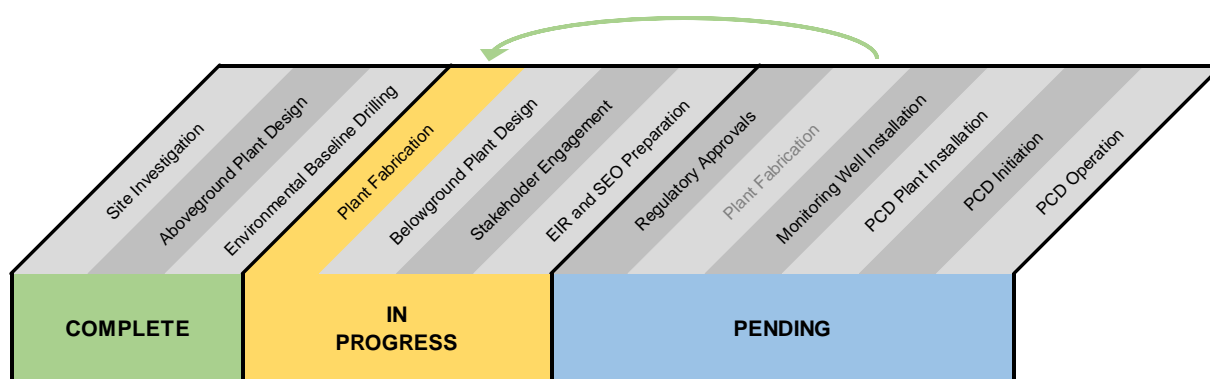 Site Investigation
Aboveground Plant Design
Environmental Baseline Drilling
Plant Fabrication
Belowground Plant Design
Stakeholder Engagement
EIR and SEO Preparation
Regulatory Approvals
Plant Fabrication
Monitoring Well Installation
PCD Plant Installation
PCD Initiation
PCD Operation
COMPLETE
IN
PROGRESS
PENDING